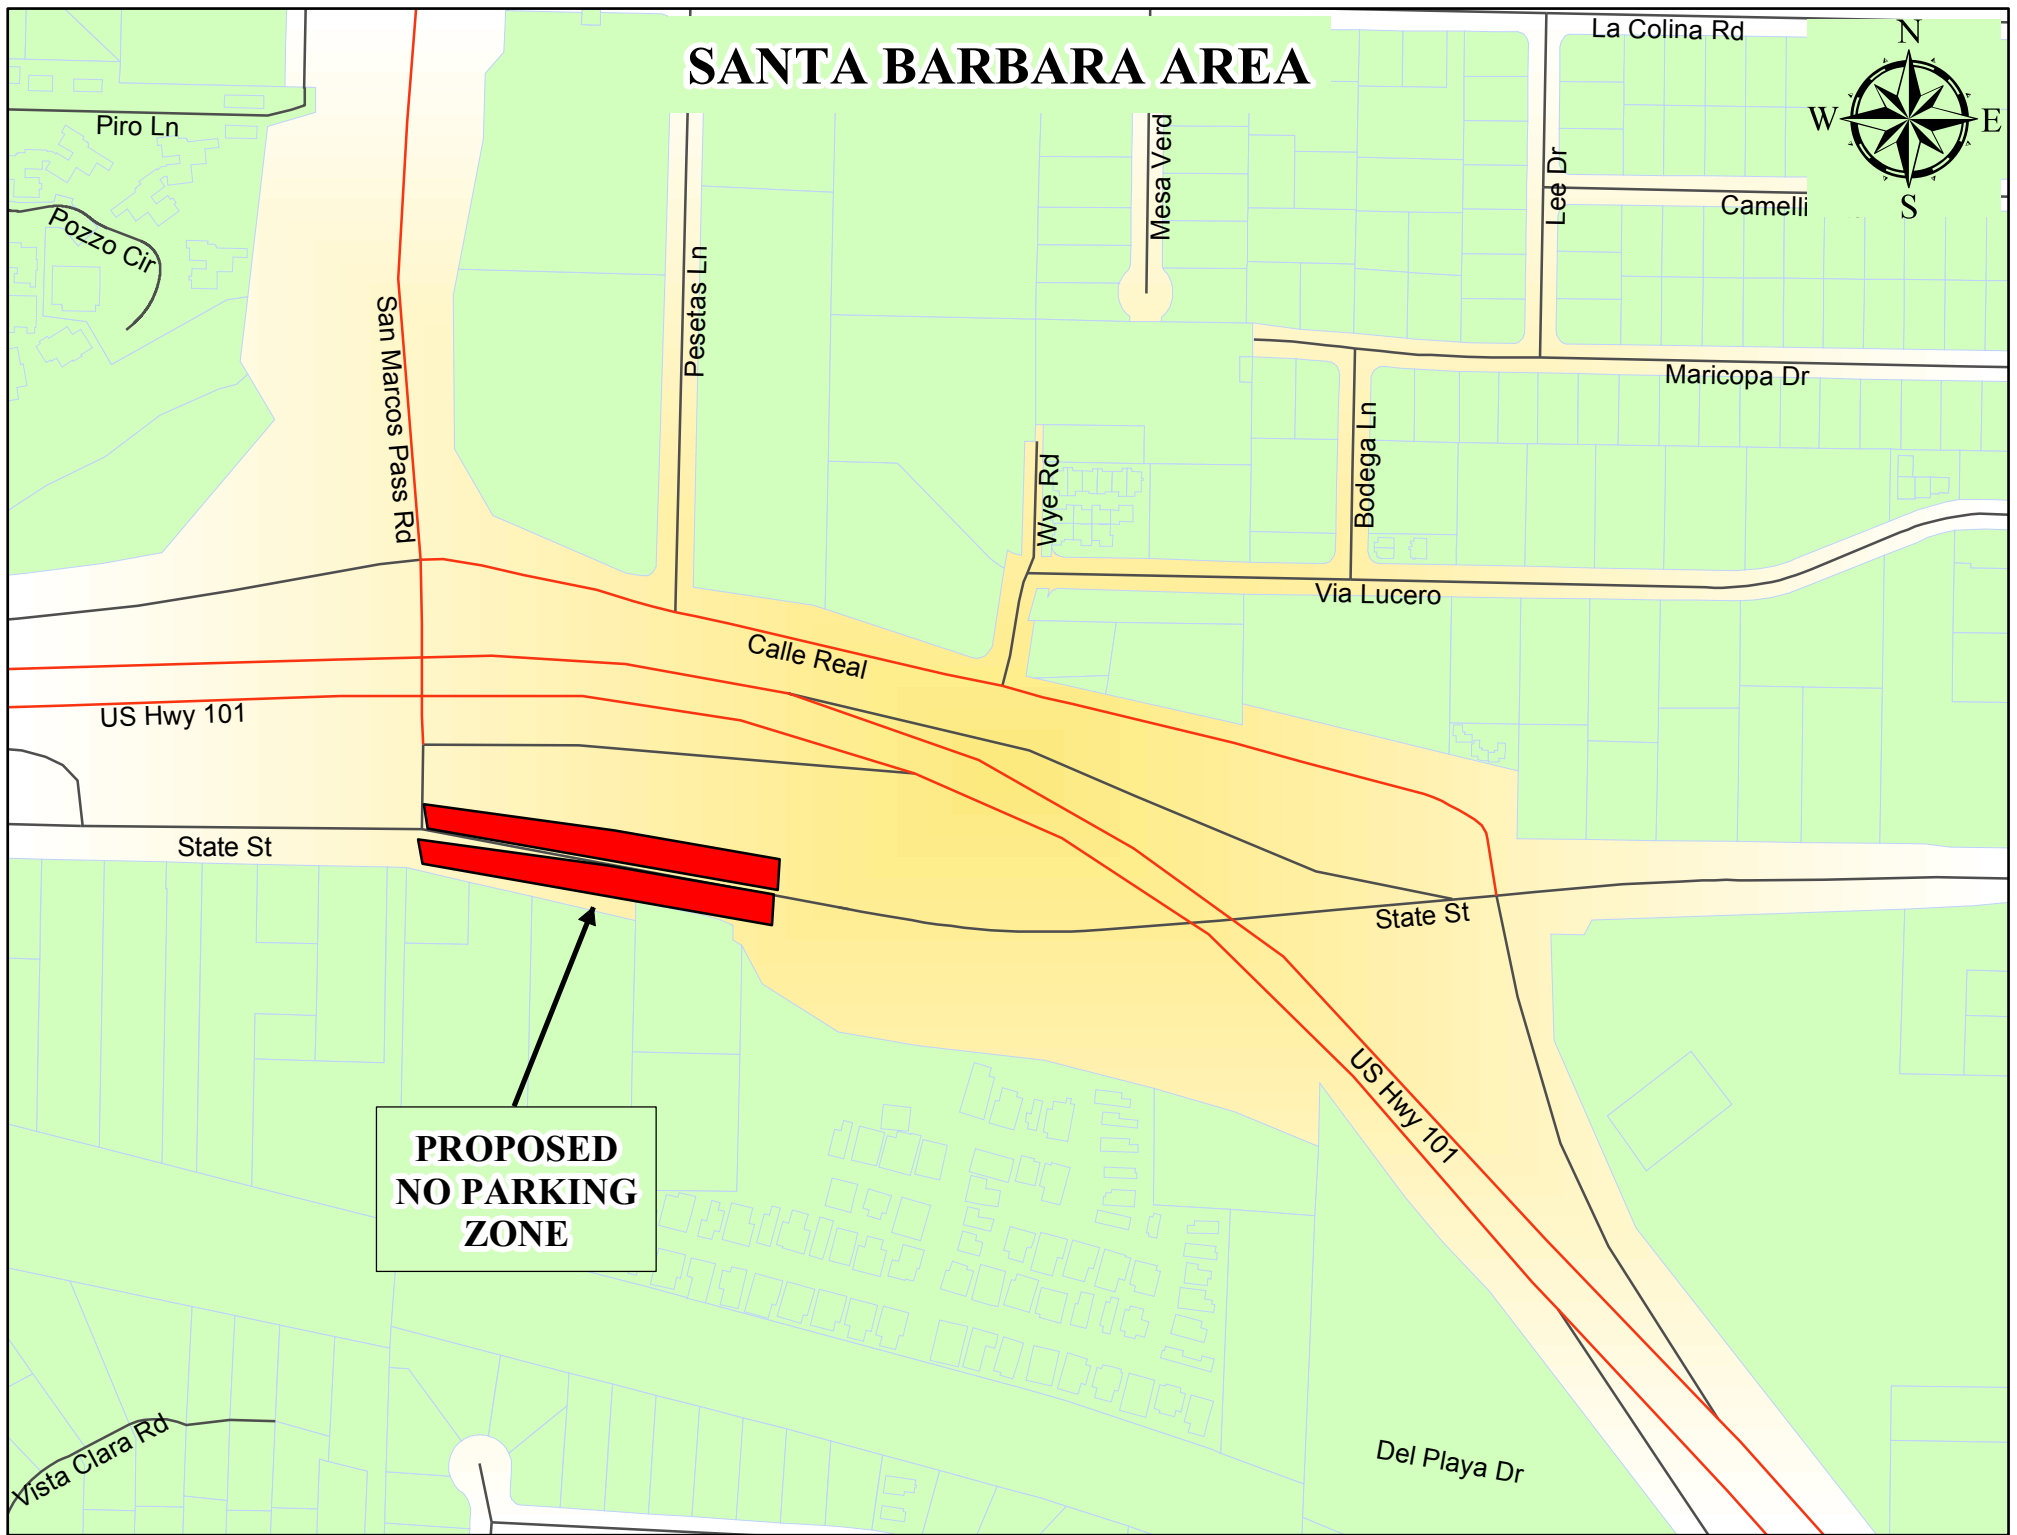 SANTA BARBARA AREA
La Colina Rd
N
W
E
S
Piro Ln
Pozzo Cir
San Marcos Pass Rd
Pesetas Ln
Mesa Verd
Lee Dr
Camelli
Maricopa Dr
Bodega Ln
Wye Rd
Via Lucero
Calle Real
US Hwy 101
State St
State St
US Hwy 101
PROPOSED
NO PARKING
ZONE
Vista Clara Rd
Del Playa Dr